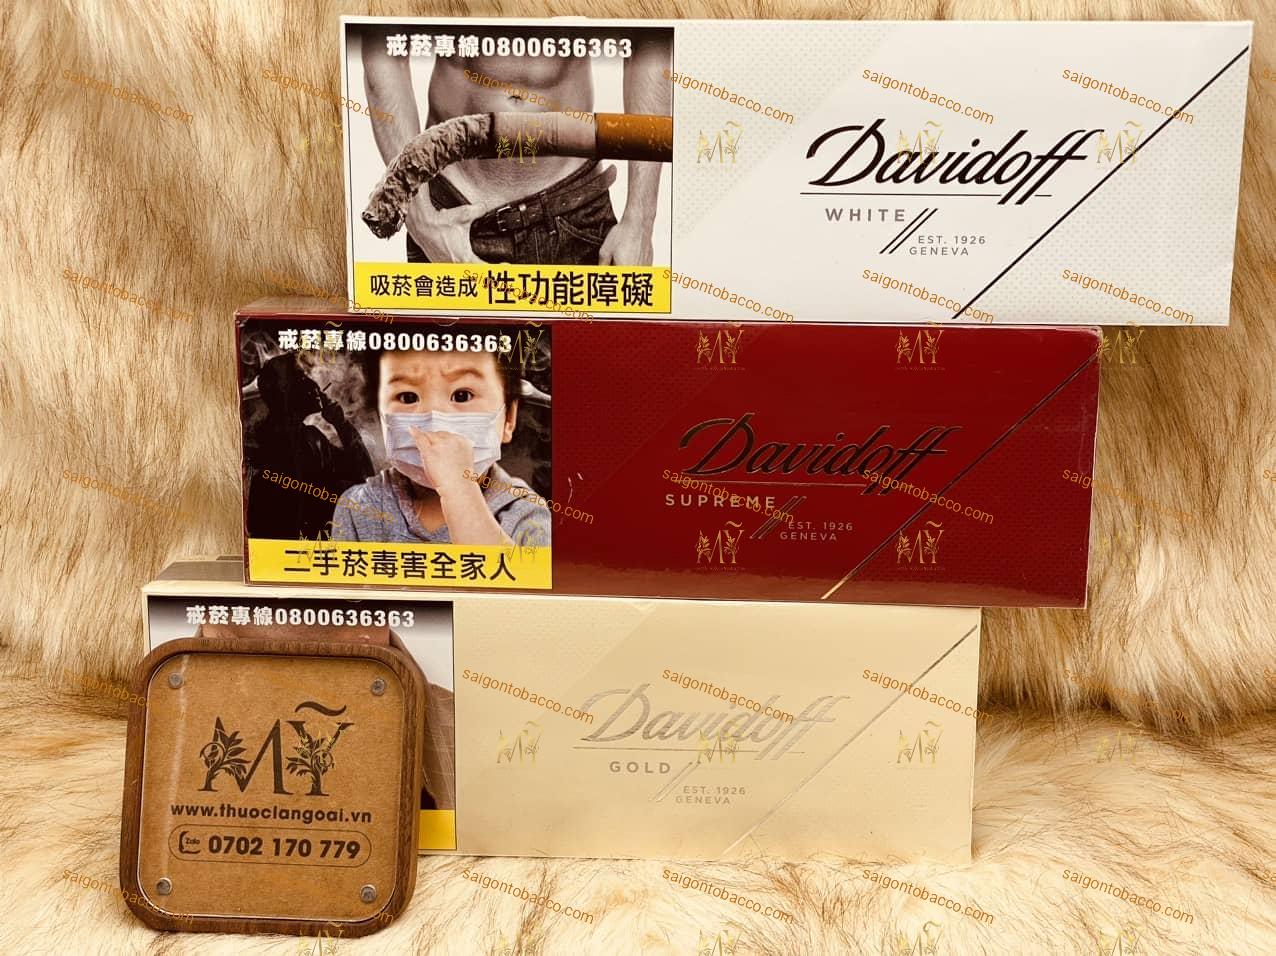 戒菸專線0800636363
吸菸會造成 性功能障礙
Davidoff
WHITE
EST. 1926
GENEVA
戒菸專線0800636363
二手菸毒害全家人
Davidoff
SUPREME
EST. 1926
GENEVA
戒菸專線0800636363
Davidoff
GOLD
EST. 1926
GENEVA
MỸ
www.thuoclangoai.vn
Zalo 0702 170 779
saigontobacco.com